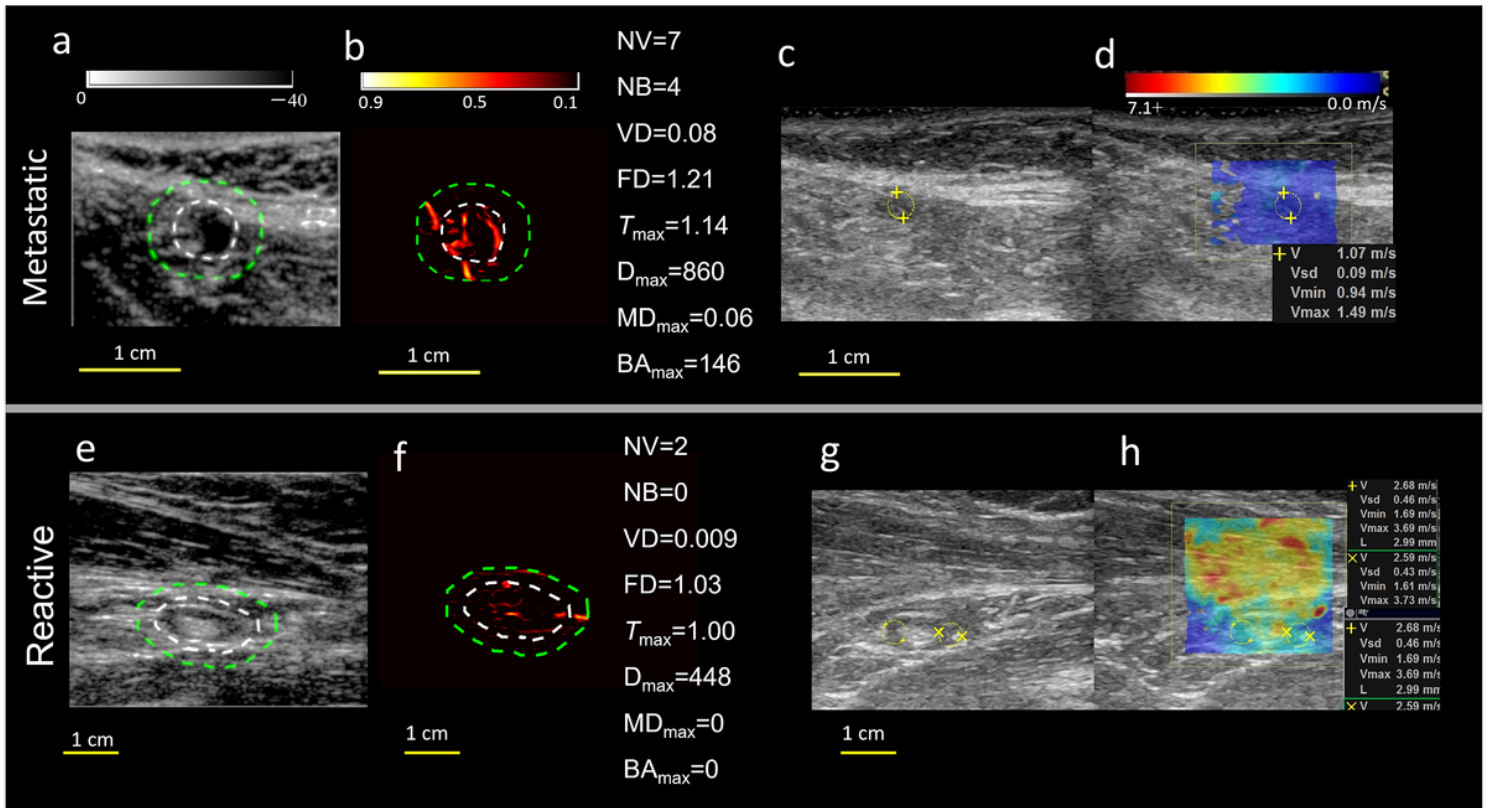 a
0
−40
b
0.9
0.5
0.1
NV=7
NB=4
VD=0.08
FD=1.21
Tmax=1.14
Dmax=860
MDmax=0.06
BAmax=146
c
d
7.1+
0.0 m/s
+ V 1.07 m/s
Vsd 0.09 m/s
Vmin 0.94 m/s
Vmax 1.49 m/s
Metastatic
1 cm
1 cm
1 cm
e
f
NV=2
NB=0
VD=0.009
FD=1.03
Tmax=1.00
Dmax=448
MDmax=0
BAmax=0
g
h
+ V 2.68 m/s
Vsd 0.46 m/s
Vmin 1.69 m/s
Vmax 3.69 m/s
L 2.99 mm
× V 2.59 m/s
Vsd 0.43 m/s
Vmin 1.61 m/s
Vmax 3.73 m/s
+ V 2.68 m/s
Vsd 0.46 m/s
Vmin 1.69 m/s
Vmax 3.69 m/s
L 2.99 mm
× V 2.59 m/s
Reactive
1 cm
1 cm
1 cm